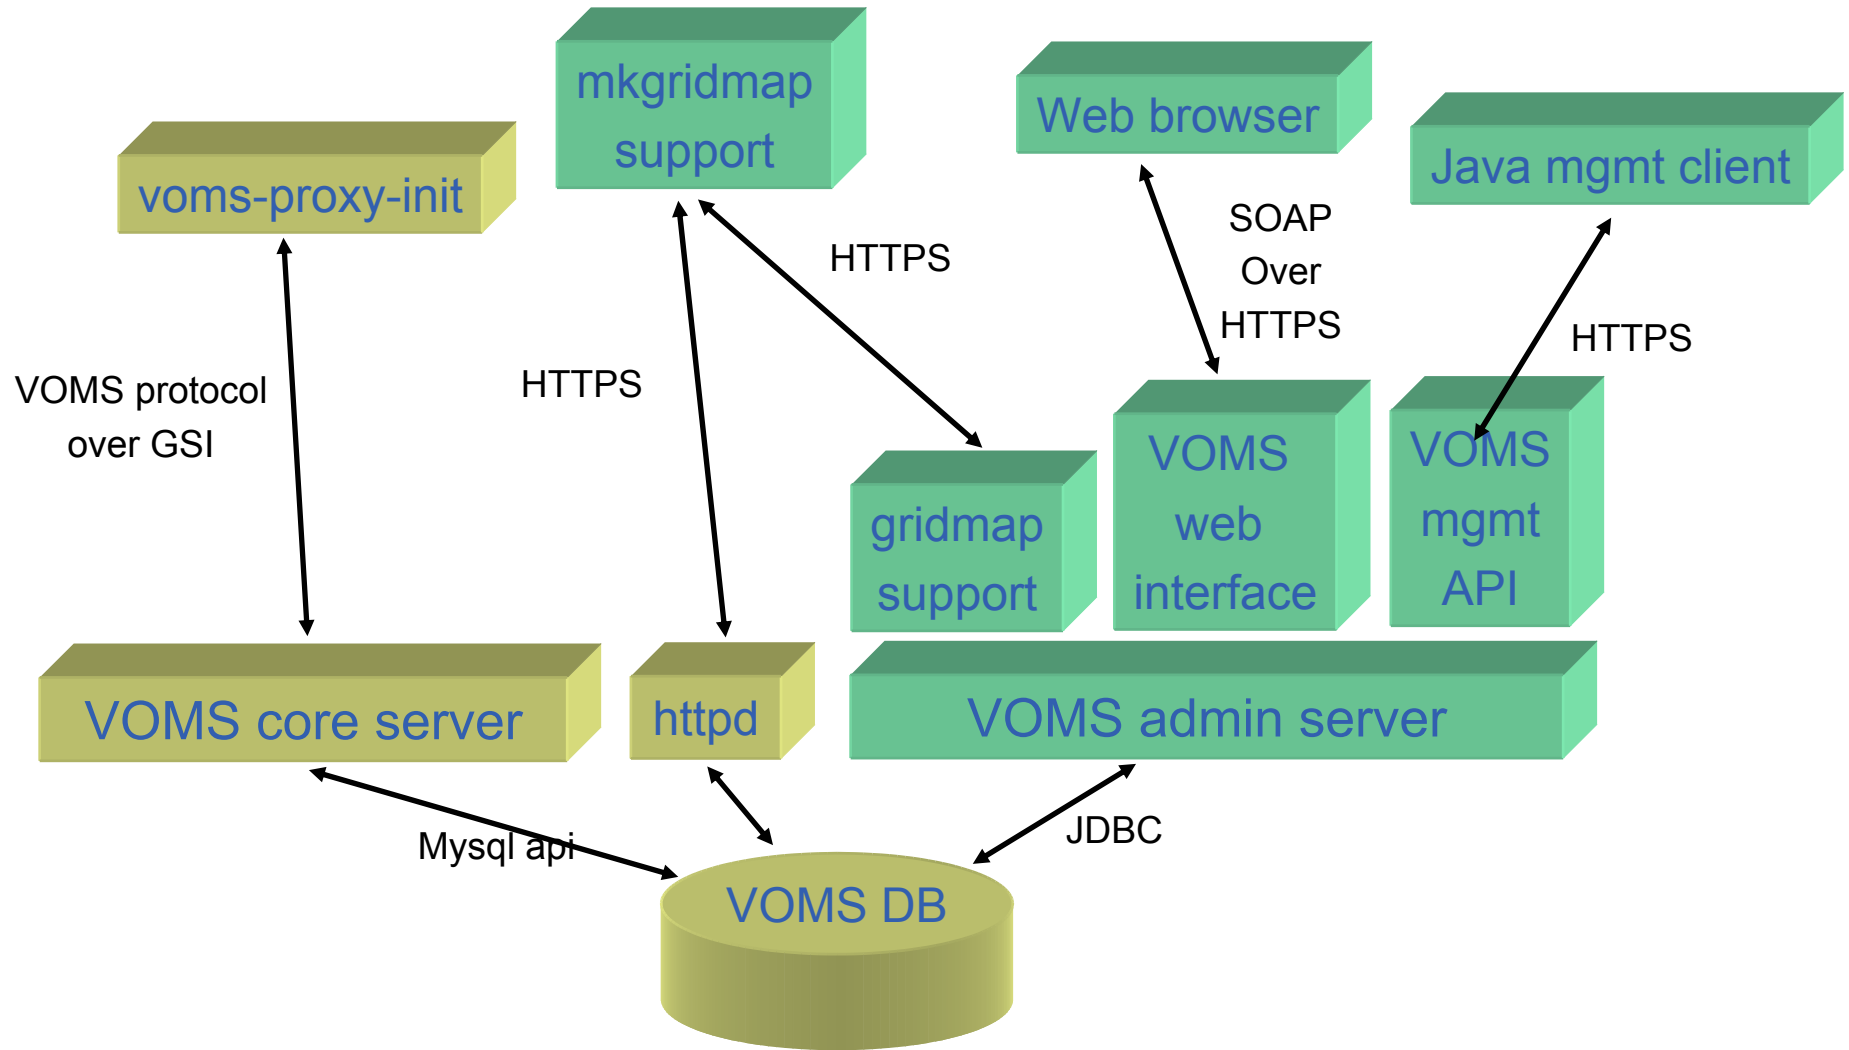 mkgridmap
support
Web browser
Java mgmt client
voms-proxy-init
SOAP
Over
HTTPS
HTTPS
HTTPS
HTTPS
VOMS protocol
over GSI
VOMS
web
interface
VOMS
mgmt
API
gridmap
support
VOMS core server
httpd
VOMS admin server
Mysql api
JDBC
VOMS DB